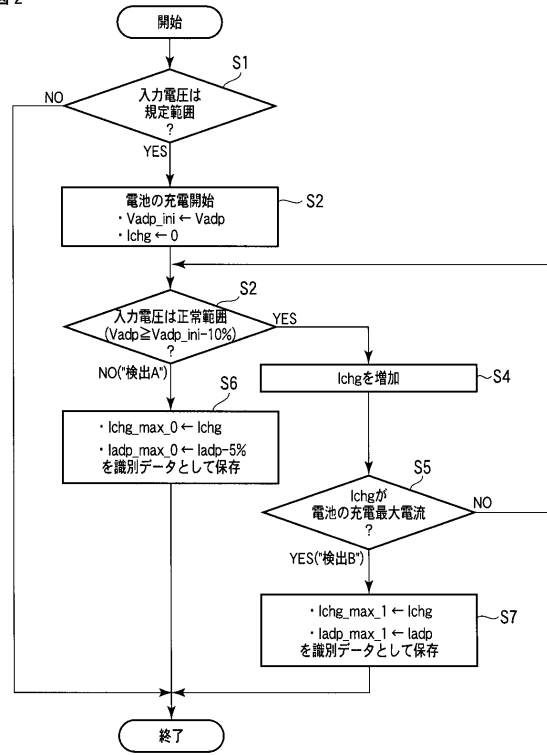 図2
開始
S1
NO
入力電圧は
規定範囲
?
YES
電池の充電開始
・Vadp_ini←Vadp
・Ichg←0
S2
S2
入力電圧は正常範囲
(Vadp≧Vadp_ini-10%)
?
YES
NO("検出A")
Ichgを増加
S4
S6
・Ichg_max_0←Ichg
・Iadp_max_0←Iadp-5%
を識別データとして保存
S5
Ichgが
電池の充電最大電流
?
NO
YES("検出B")
・Ichg_max_1←Ichg
・Iadp_max_1←Iadp
を識別データとして保存
S7
終了